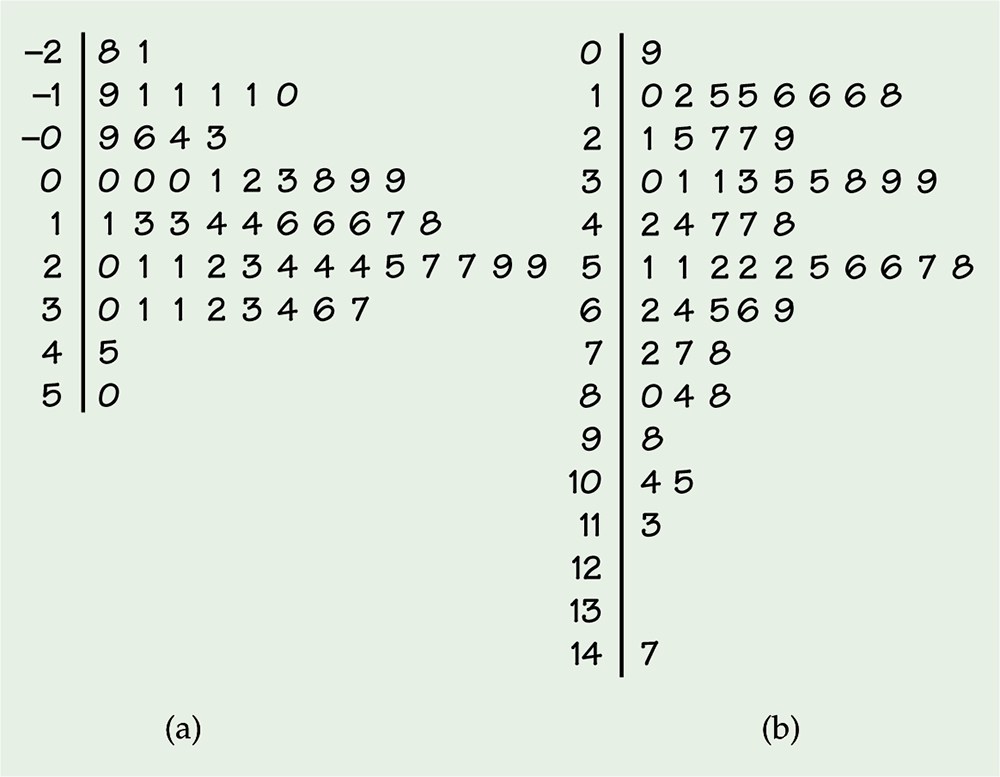 −2 | 8 1
−1 | 9 1 1 1 1 0
−0 | 9 6 4 3
0 | 0 0 0 1 2 3 8 9 9
1 | 1 3 3 4 4 6 6 6 7 8
2 | 0 1 1 2 3 4 4 4 5 7 7 9 9
3 | 0 1 1 2 3 4 6 7
4 | 5
5 | 0
(a)
0 | 9
1 | 0 2 5 5 6 6 6 8
2 | 1 5 7 7 9
3 | 0 1 1 3 5 5 8 9 9
4 | 2 4 7 7 8
5 | 1 1 2 2 2 5 6 6 7 8
6 | 2 4 5 6 9
7 | 2 7 8
8 | 0 4 8
9 | 8
10 | 4 5
11 | 3
12 |
13 |
14 | 7
(b)